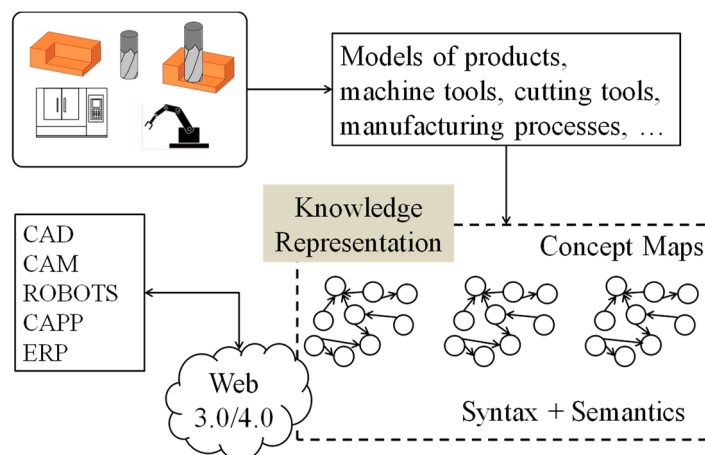 Models of products,
machine tools, cutting tools,
manufacturing processes, …
Knowledge
Representation
Concept Maps
CAD
CAM
ROBOTS
CAPP
ERP
Web
3.0/4.0
Syntax + Semantics